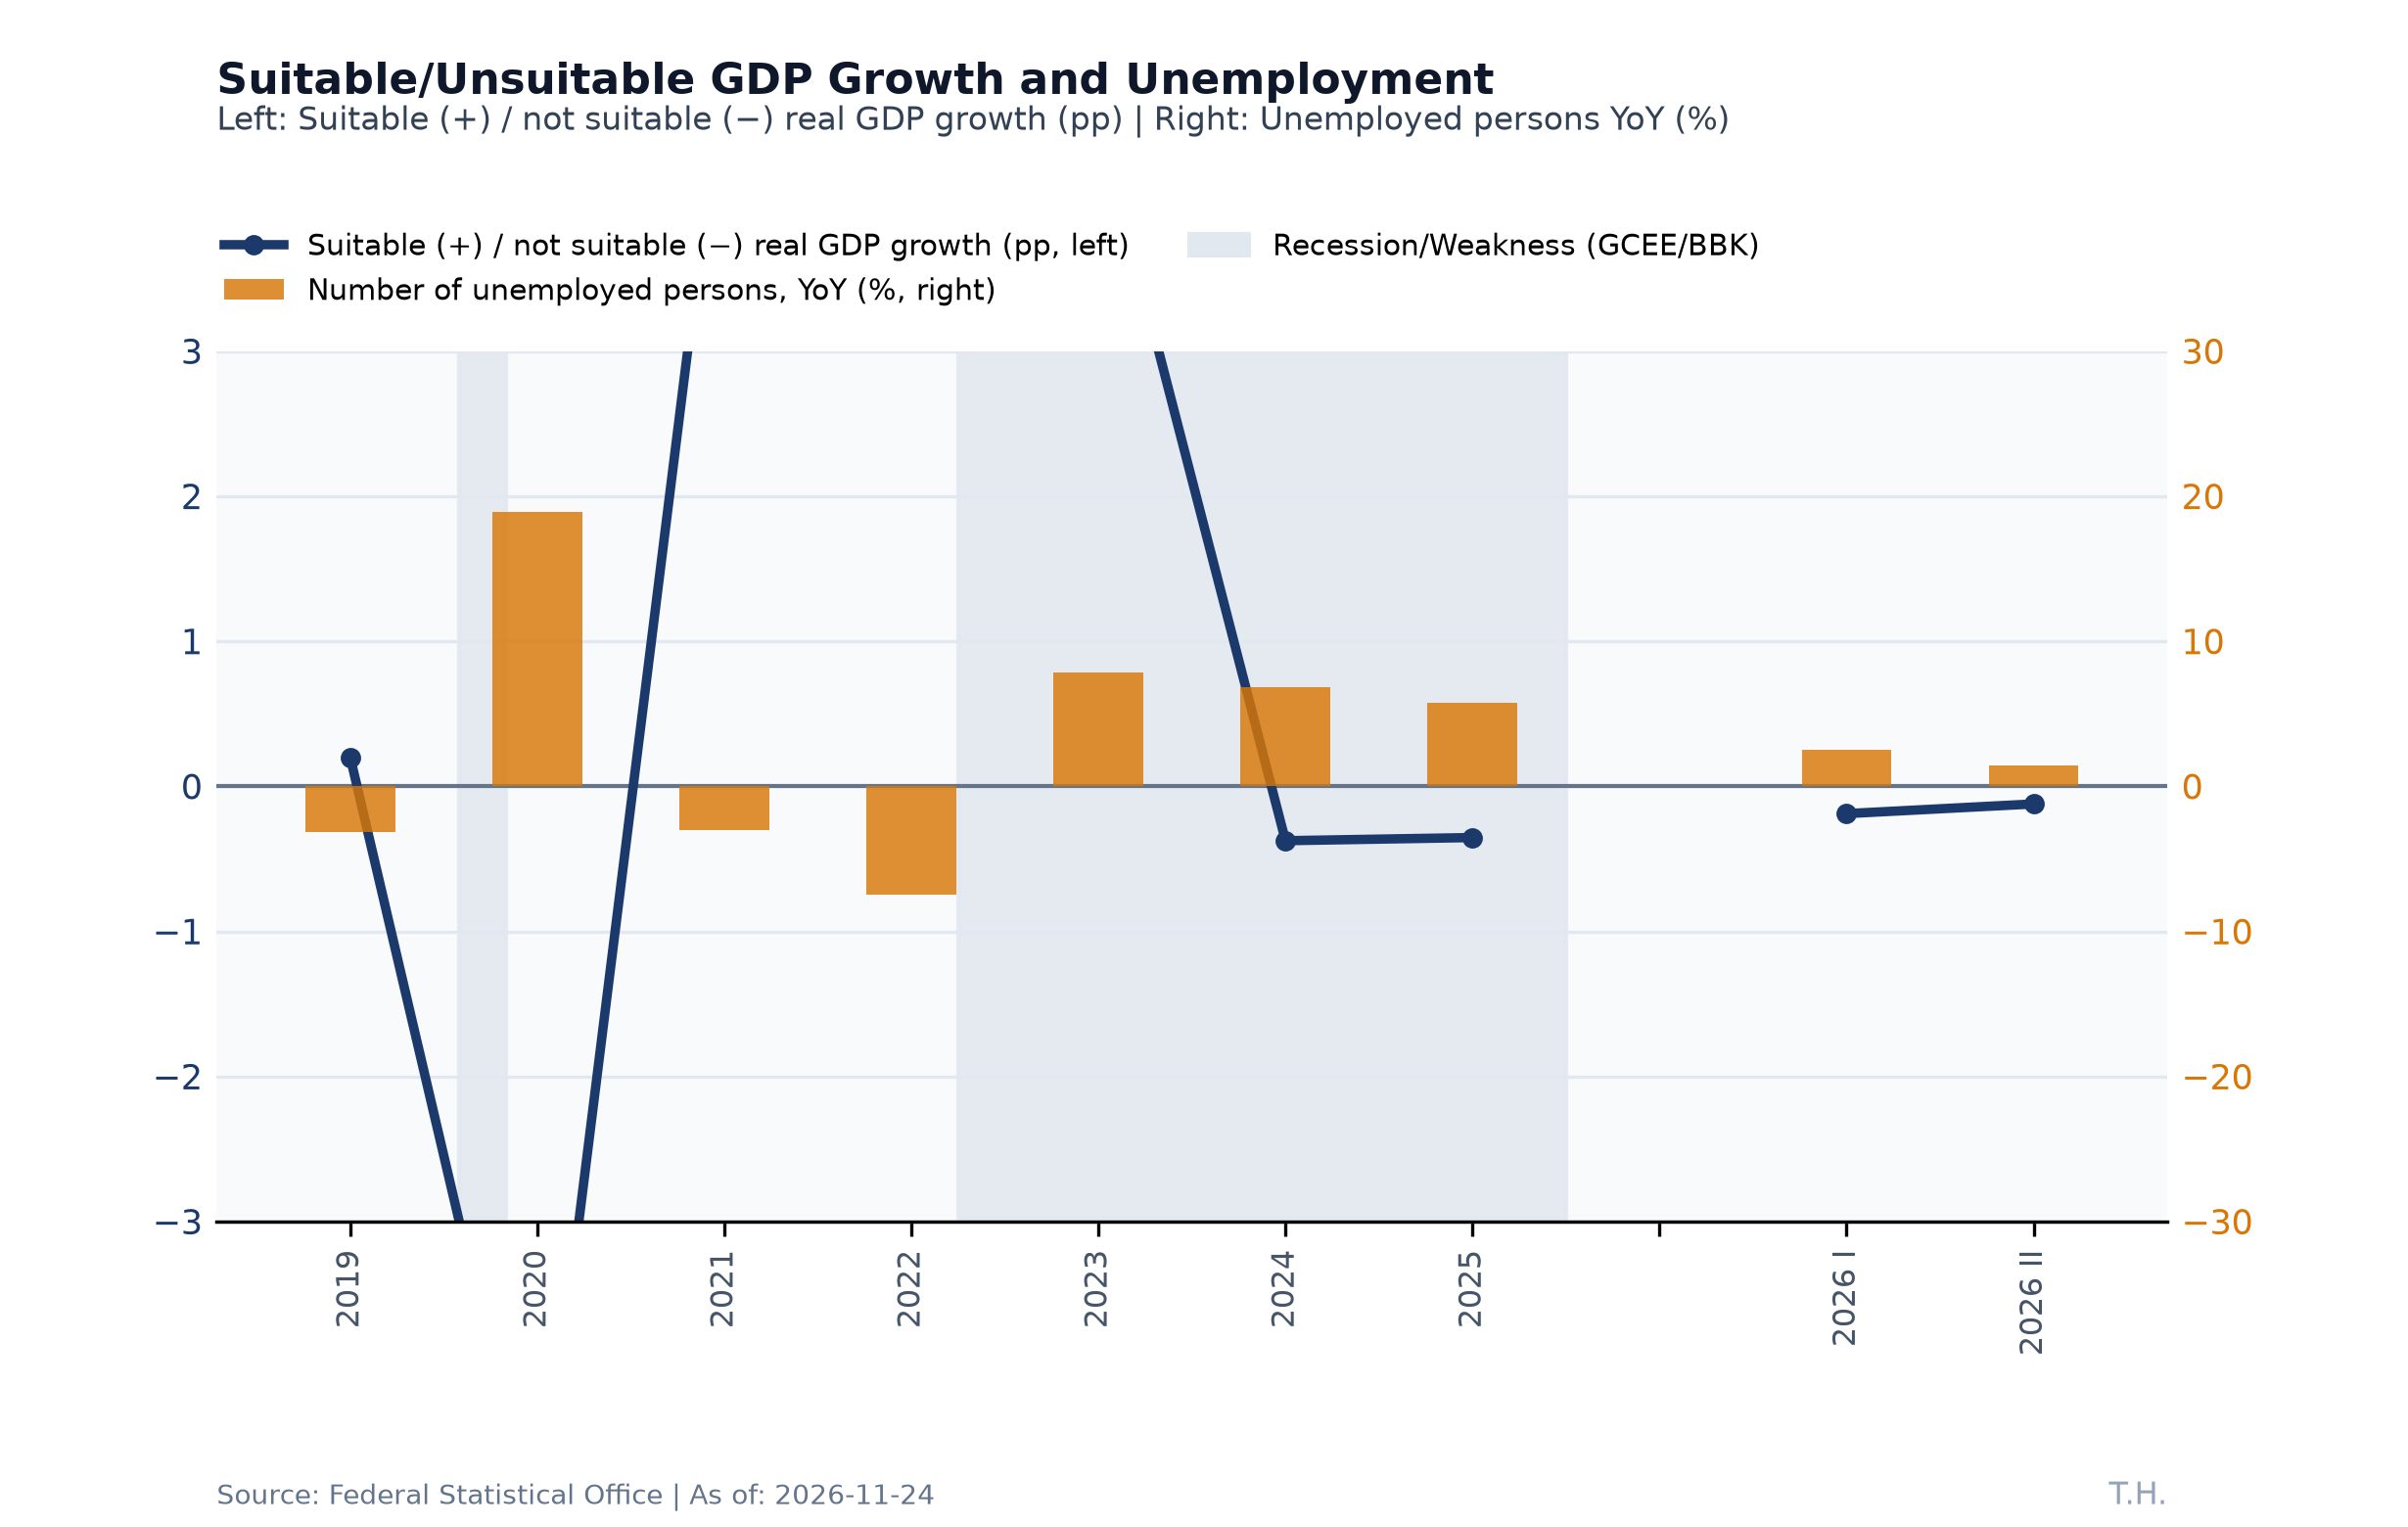 Suitable/Unsuitable GDP Growth and Unemployment
Left: Suitable (+) / not suitable (−) real GDP growth (pp) | Right: Unemployed persons YoY (%)
Suitable (+) / not suitable (−) real GDP growth (pp, left)
Number of unemployed persons, YoY (%, right)
Recession/Weakness (GCEE/BBK)
3
2
1
0
−1
−2
−3
30
20
10
0
−10
−20
−30
2019
2020
2021
2022
2023
2024
2025
2026 I
2026 II
Source: Federal Statistical Office | As of: 2026-11-24
T.H.